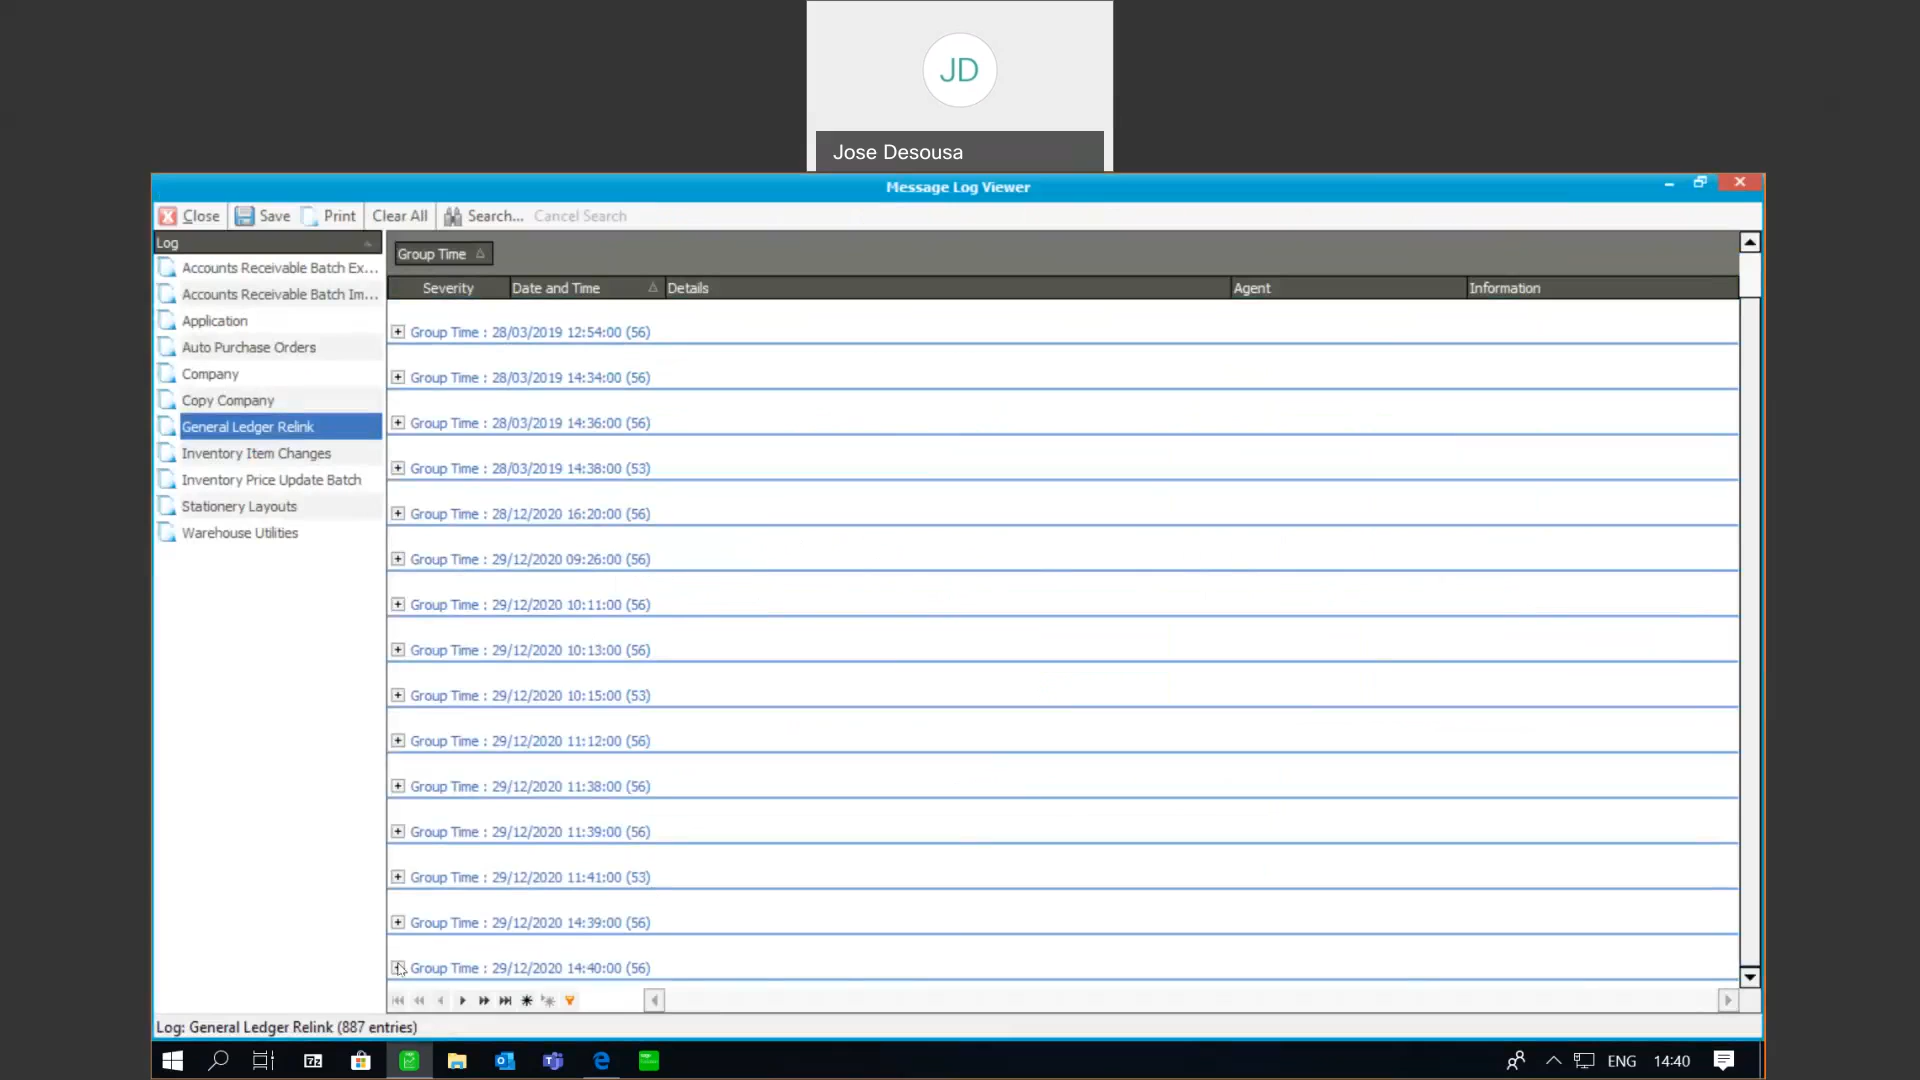 JD
Jose Desousa
Message Log Viewer
Close Save Print Clear All Search... Cancel Search
Log
Accounts Receivable Batch Ex...
Accounts Receivable Batch Im...
Application
Auto Purchase Orders
Company
Copy Company
General Ledger Relink
Inventory Item Changes
Inventory Price Update Batch
Stationery Layouts
Warehouse Utilities
Group Time
Severity Date and Time Details Agent Information
Group Time : 28/03/2019 12:54:00 (56)
Group Time : 28/03/2019 14:34:00 (56)
Group Time : 28/03/2019 14:36:00 (56)
Group Time : 28/03/2019 14:38:00 (53)
Group Time : 28/12/2020 16:20:00 (56)
Group Time : 29/12/2020 09:26:00 (56)
Group Time : 29/12/2020 10:11:00 (56)
Group Time : 29/12/2020 10:13:00 (56)
Group Time : 29/12/2020 10:15:00 (53)
Group Time : 29/12/2020 11:12:00 (56)
Group Time : 29/12/2020 11:38:00 (56)
Group Time : 29/12/2020 11:39:00 (56)
Group Time : 29/12/2020 11:41:00 (53)
Group Time : 29/12/2020 14:39:00 (56)
Group Time : 29/12/2020 14:40:00 (56)
Log: General Ledger Relink (887 entries)
7z
ENG 14:40